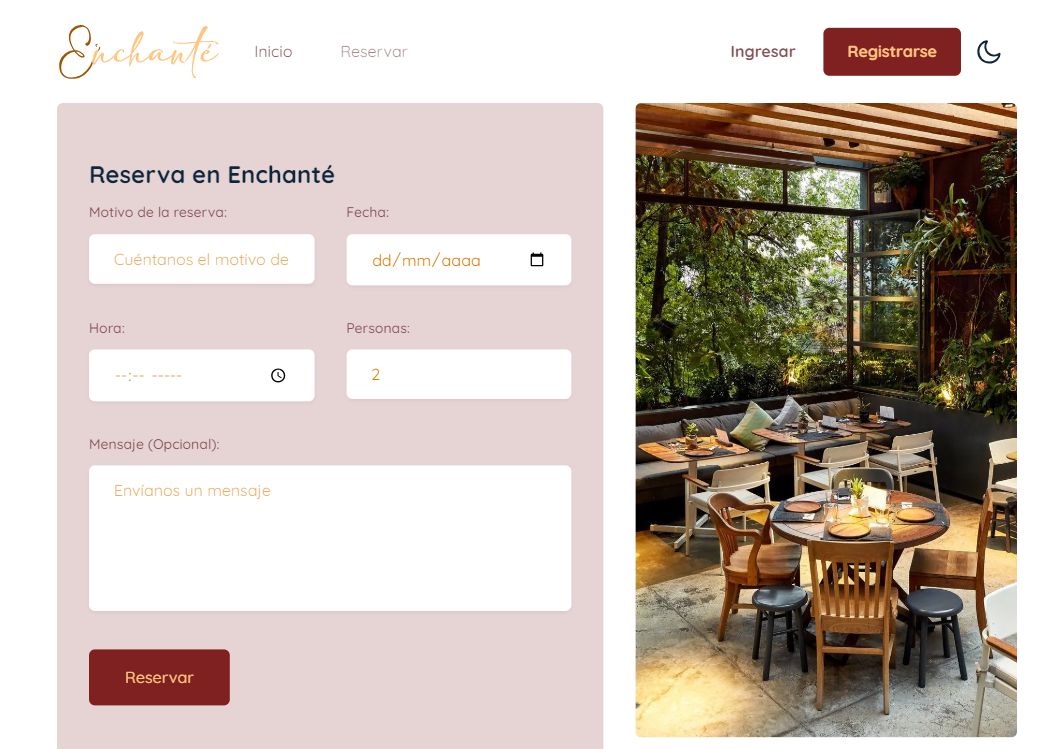 Enchanté
Inicio
Reservar
Ingresar
Registrarse
Reserva en Enchanté
Motivo de la reserva:
Fecha:
Cuéntanos el motivo de
dd/mm/aaaa
Hora:
Personas:
--:-- -----
2
Mensaje (Opcional):
Envíanos un mensaje
Reservar